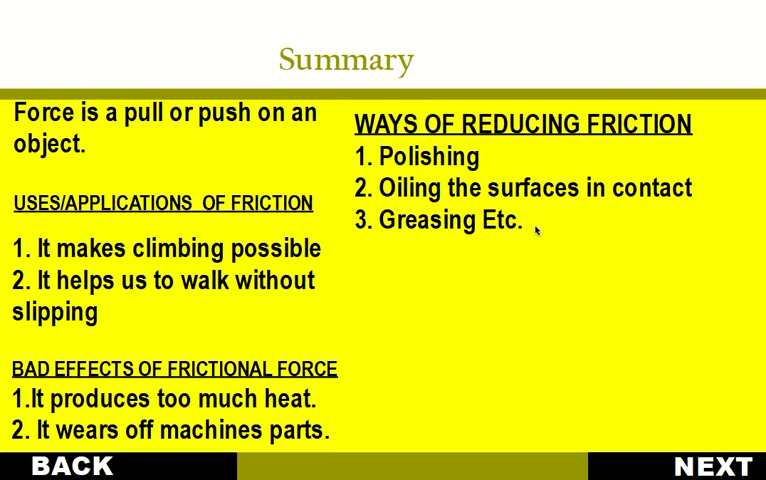 Summary
Force is a pull or push on an
object.
USES/APPLICATIONS OF FRICTION
1. It makes climbing possible
2. It helps us to walk without
slipping
BAD EFFECTS OF FRICTIONAL FORCE
1.It produces too much heat.
2. It wears off machines parts.
WAYS OF REDUCING FRICTION
1. Polishing
2. Oiling the surfaces in contact
3. Greasing Etc.
BACK
NEXT